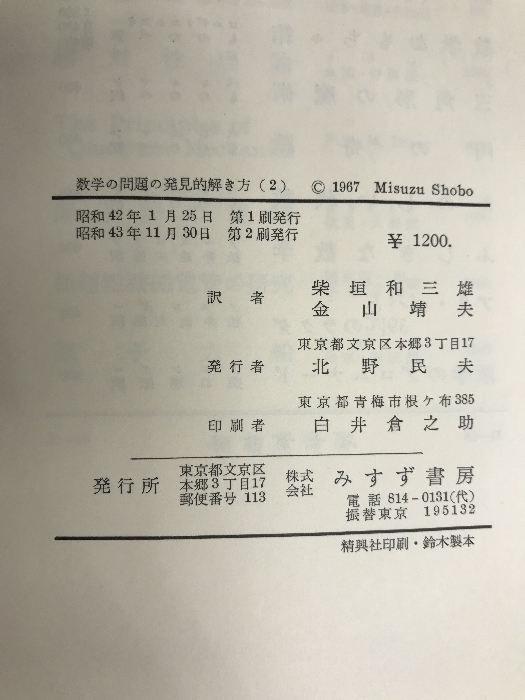 数学の問題の発見的解き方（2） © 1967 Misuzu Shobo
昭和42年1月25日 第1刷発行
昭和43年11月30日 第2刷発行
¥ 1200.
訳者 柴垣和三雄
金山靖夫
東京都文京区本郷3丁目17
発行者 北野民夫
東京都青梅市根ケ布385
印刷者 白井倉之助
発行所 東京都文京区本郷3丁目17郵便番号 113 株式会社 みすず書房
電話 814-0131(代)
振替東京 195132
精興社印刷・鈴木製本